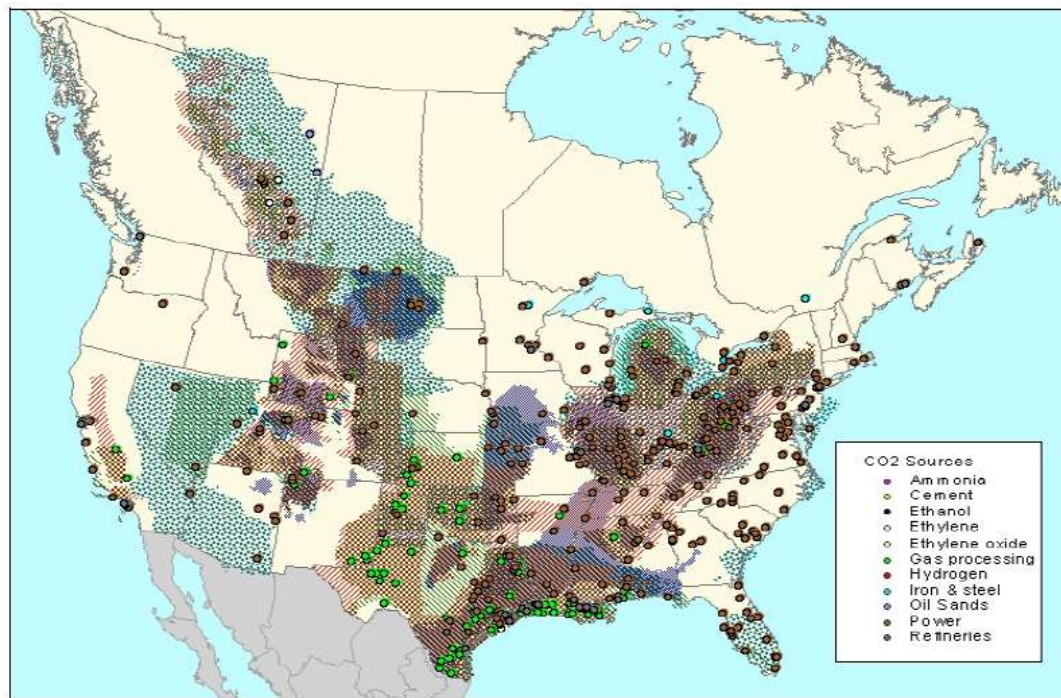 CO2 Sources
Ammonia
Cement
Ethanol
Ethylene
Ethylene oxide
Gas processing
Hydrogen
Iron & steel
Oil Sands
Power
Refineries